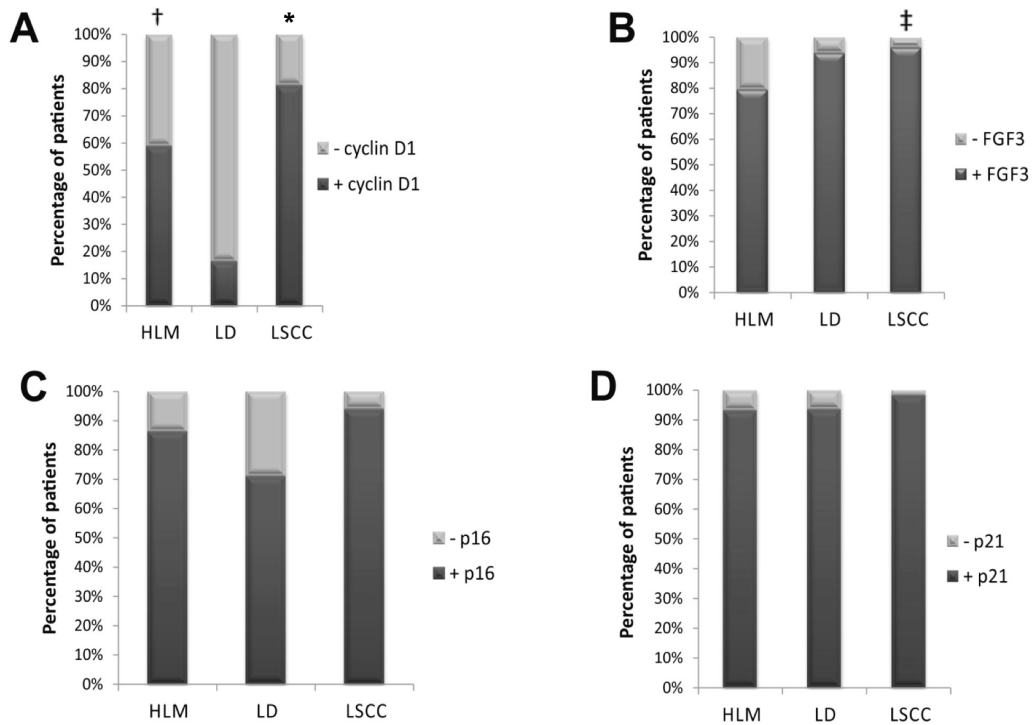 A
† *
Percentage of patients
100%
90%
80%
70%
60%
50%
40%
30%
20%
10%
0%
HLM LD LSCC
- cyclin D1
+ cyclin D1
B
‡
Percentage of patients
100%
90%
80%
70%
60%
50%
40%
30%
20%
10%
0%
HLM LD LSCC
- FGF3
+ FGF3
C
Percentage of patients
100%
90%
80%
70%
60%
50%
40%
30%
20%
10%
0%
HLM LD LSCC
- p16
+ p16
D
Percentage of patients
100%
90%
80%
70%
60%
50%
40%
30%
20%
10%
0%
HLM LD LSCC
- p21
+ p21